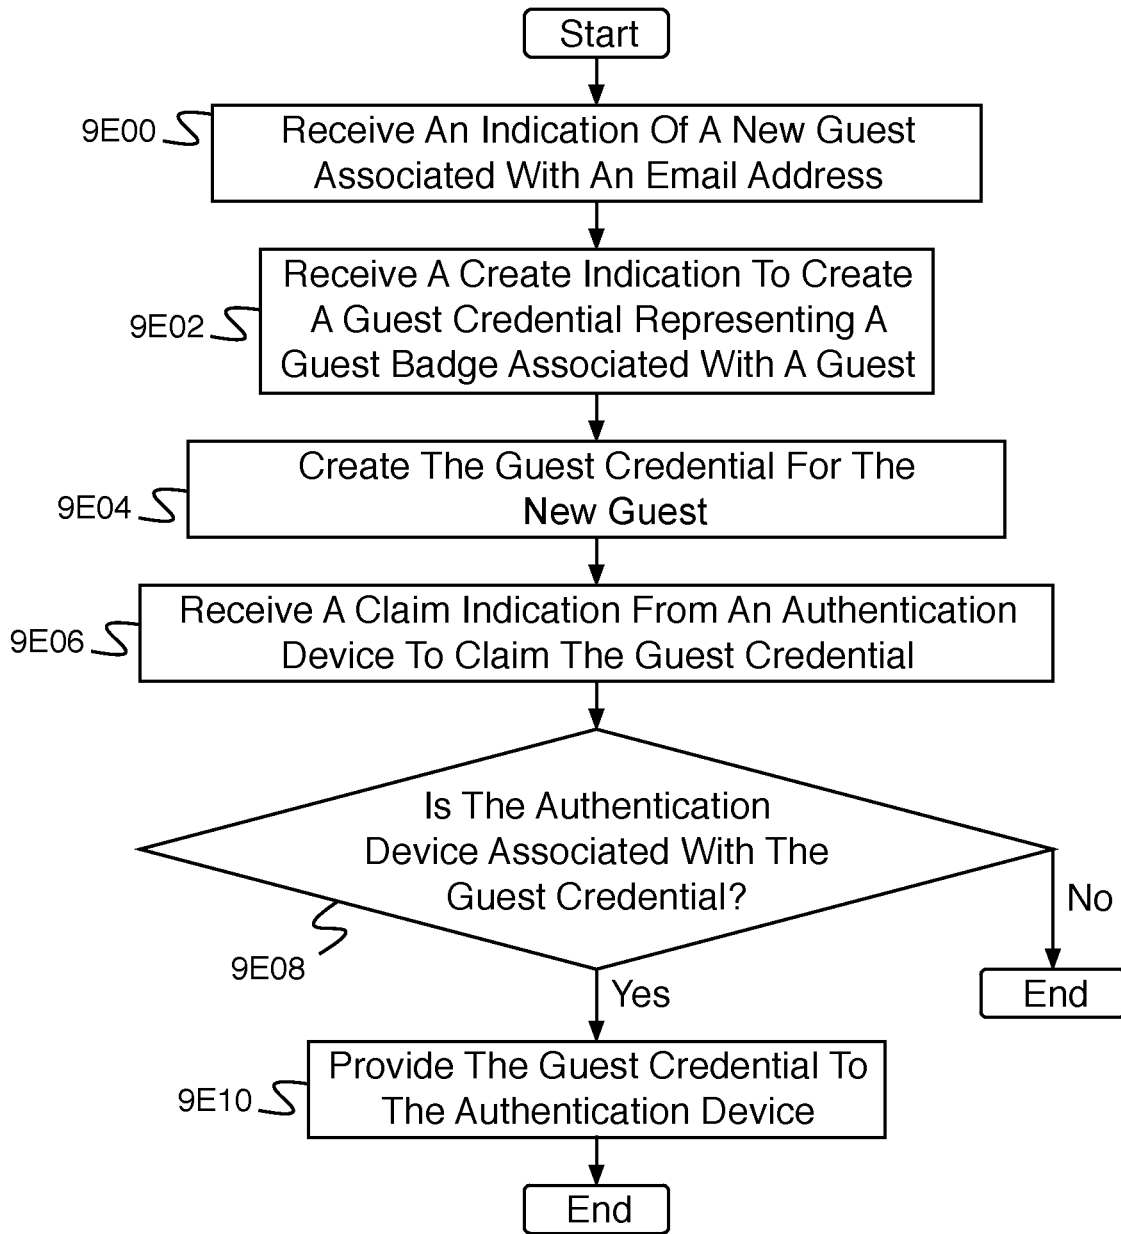 Start
9E00
Receive An Indication Of A New Guest
Associated With An Email Address
9E02
Receive A Create Indication To Create
A Guest Credential Representing A
Guest Badge Associated With A Guest
9E04
Create The Guest Credential For The
New Guest
9E06
Receive A Claim Indication From An Authentication
Device To Claim The Guest Credential
Is The Authentication
Device Associated With The
Guest Credential?
9E08
No
End
Yes
9E10
Provide The Guest Credential To
The Authentication Device
End